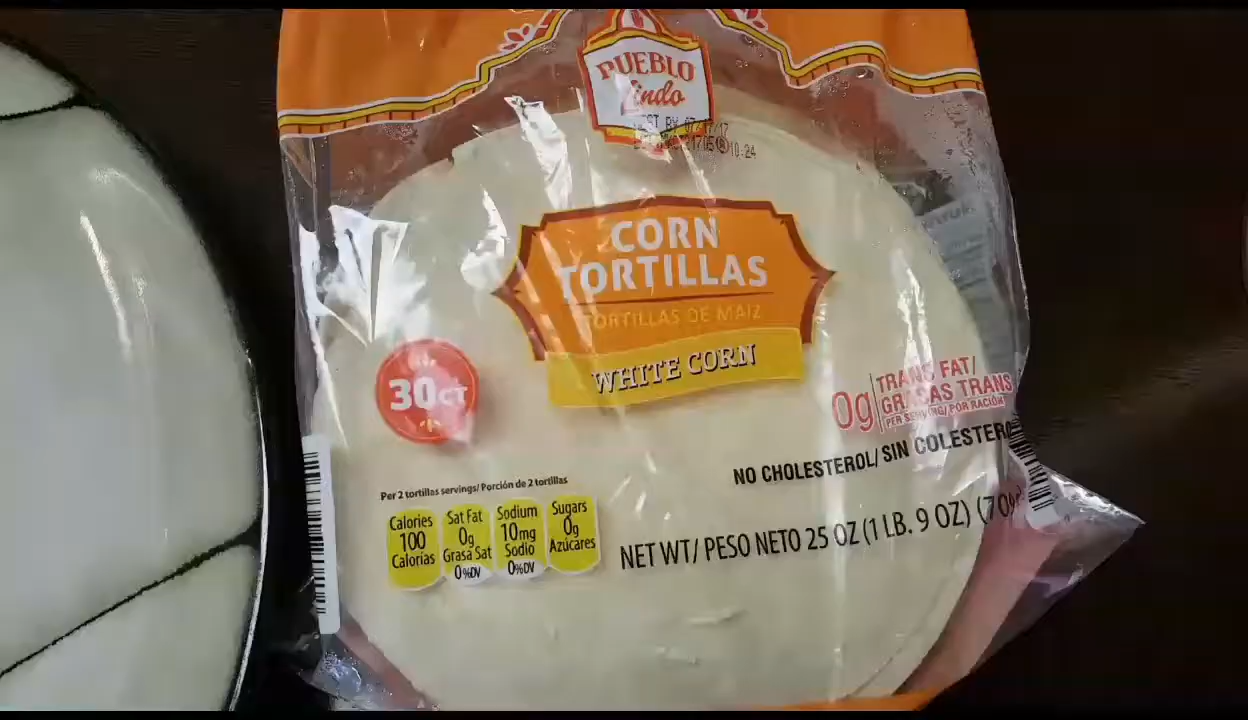 PUEBLO
Lindo
CORN
TORTILLAS
TORTILLAS DE MAIZ
WHITE CORN
30CT
0g TRANS FAT/
GRASAS TRANS
PER SERVING/ POR RACIÓN
NO CHOLESTEROL/ SIN COLESTEROL
Per 2 tortillas servings/ Porción de 2 tortillas
Calories 100 Calorías
Sat Fat 0g Grasa Sat 0%DV
Sodium 10mg Sodio 0%DV
Sugars 0g Azúcares
NET WT/ PESO NETO 25 OZ (1 LB. 9 OZ)